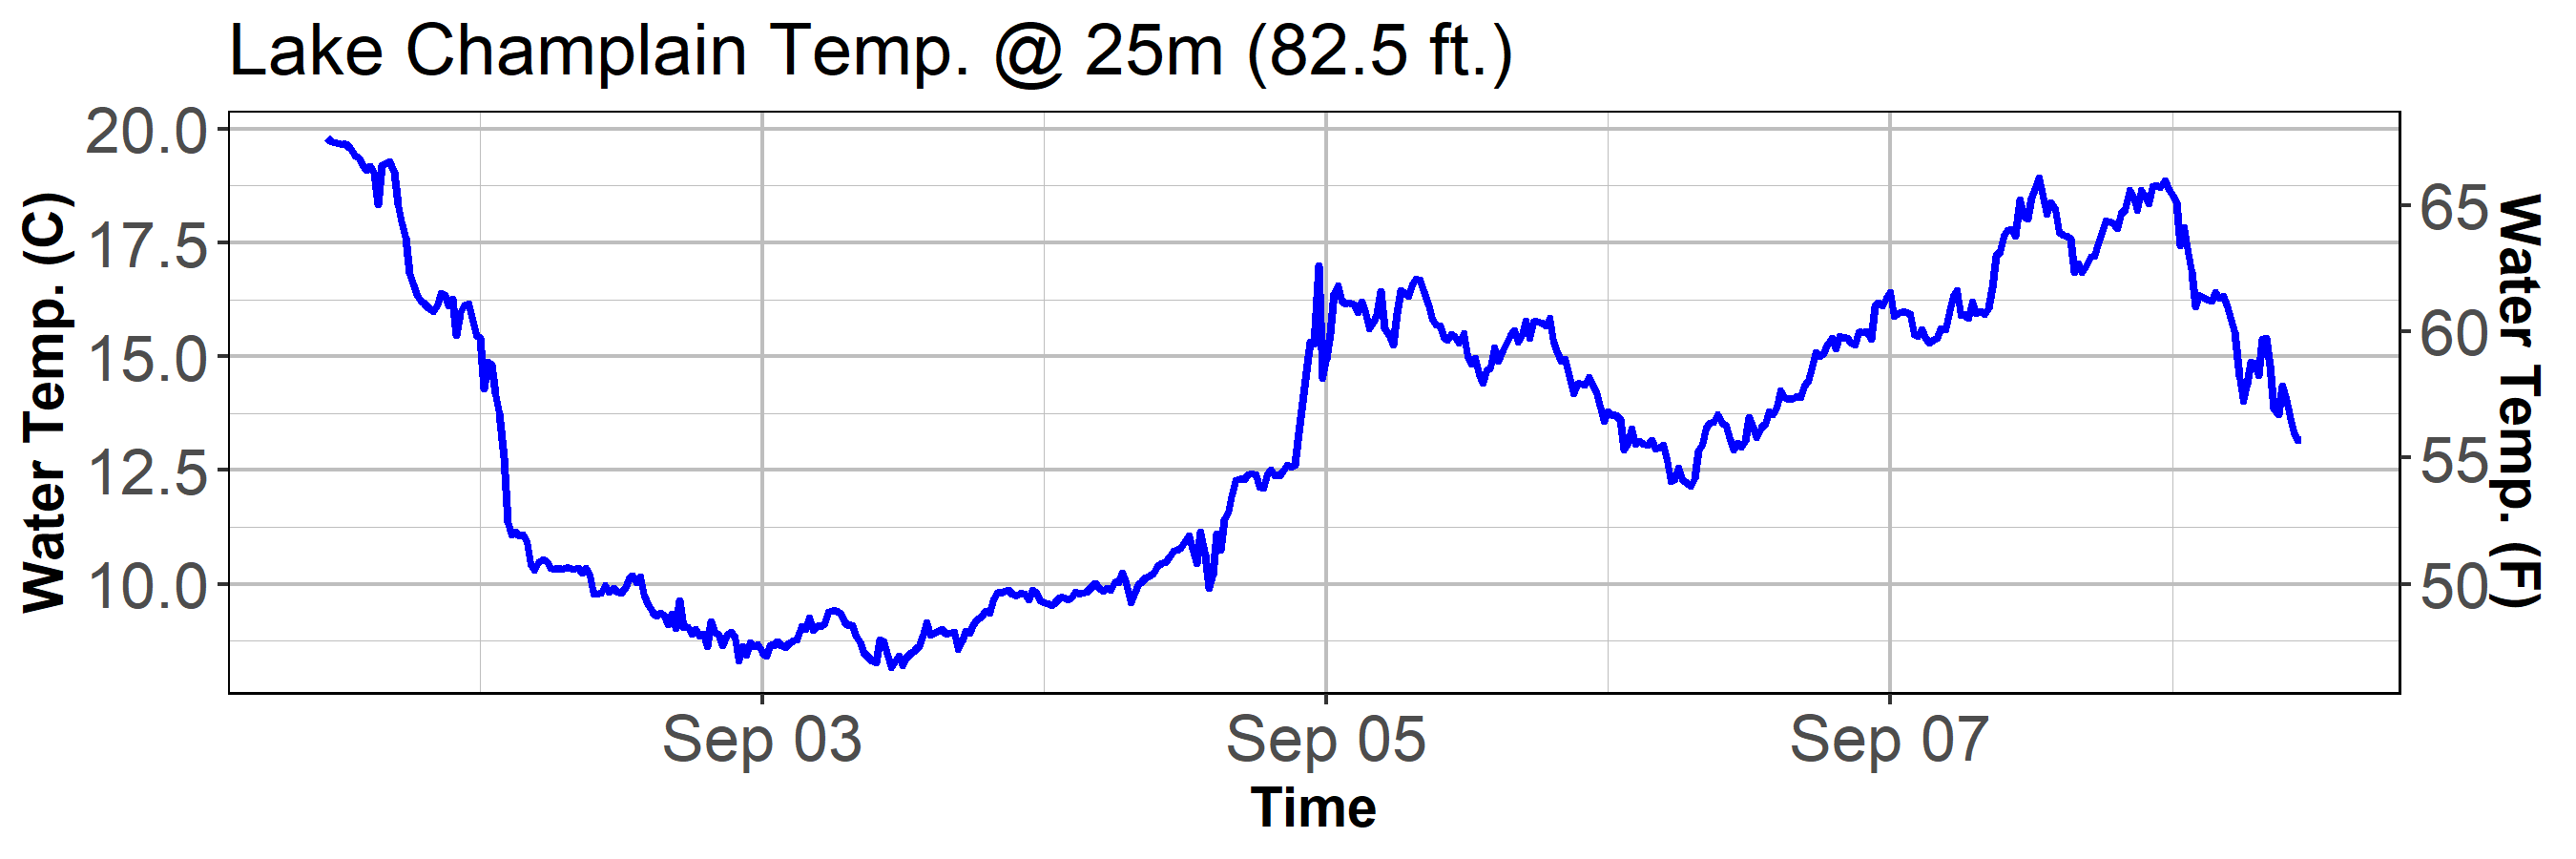 Lake Champlain Temp. @ 25m (82.5 ft.)
Water Temp. (C)
20.0
17.5
15.0
12.5
10.0
65
60
55
50
Water Temp. (F)
Sep 03 Sep 05 Sep 07
Time